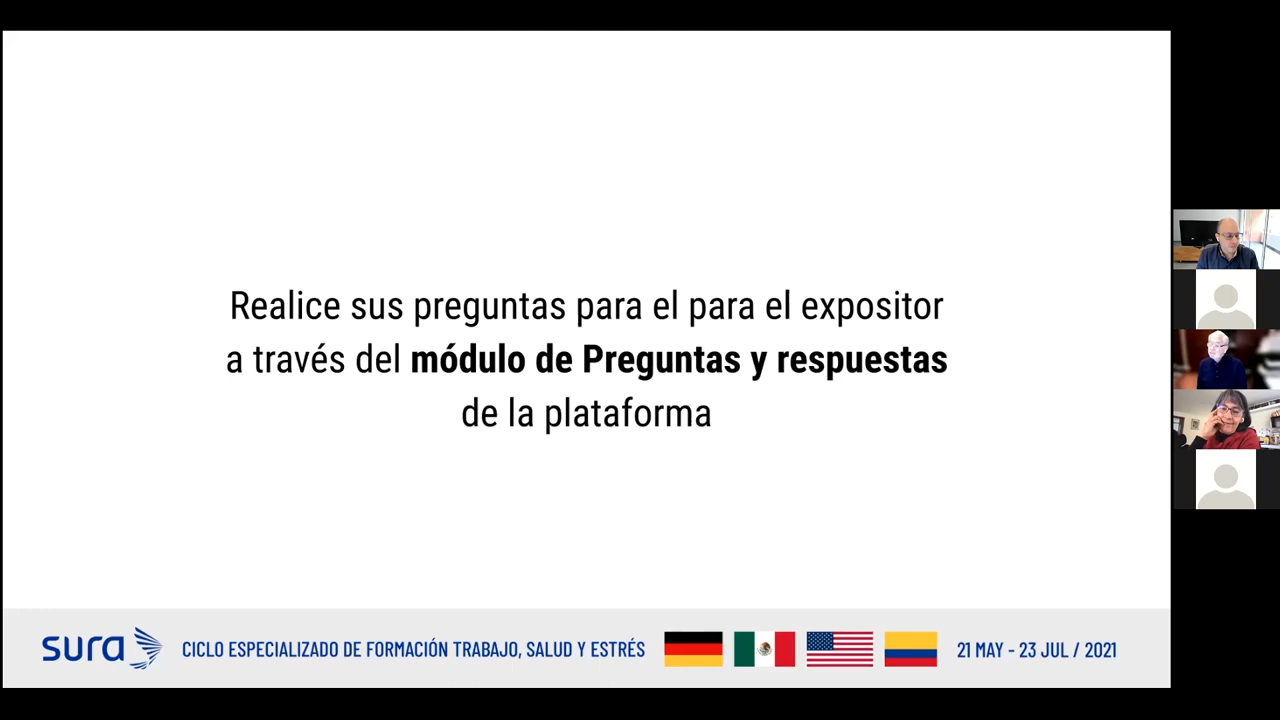 Realice sus preguntas para el para el expositor
a través del módulo de Preguntas y respuestas
de la plataforma
sura CICLO ESPECIALIZADO DE FORMACIÓN TRABAJO, SALUD Y ESTRÉS 21 MAY - 23 JUL / 2021